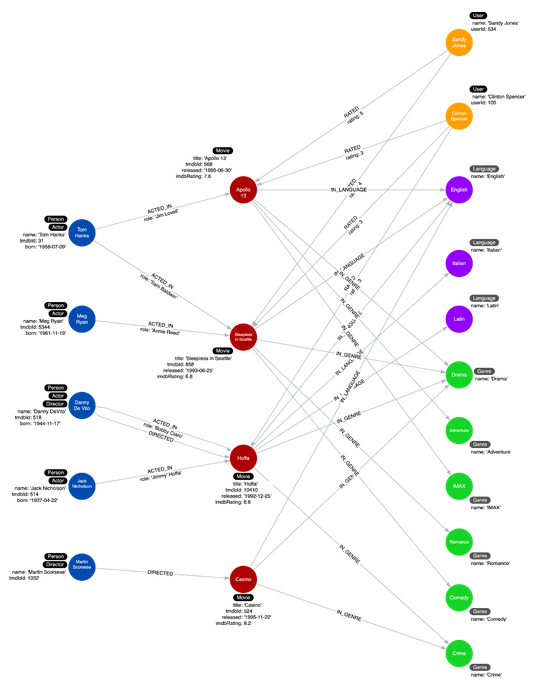 User
name: 'Sandy Jones'
userId: 534
Sandy
Jones
User
name: 'Clinton Spencer'
userId: 105
Clinton
Spencer
RATED
rating: 5
RATED
rating: 3
Movie
title: 'Apollo 13'
tmdbId: 568
released: '1995-06-30'
imdbRating: 7.6
Apollo
13
IN_LANGUAGE
Language
name: 'English'
English
Person
Actor
name: 'Tom Hanks'
tmdbId: 31
born: '1956-07-09'
Tom
Hanks
ACTED_IN
role: 'Jim Lovell'
ACTED_IN
role: 'Sam Baldwin'
RATED
rating: 3
IN_LANGUAGE
IN_GENRE
Language
name: 'Italian'
Italian
Language
name: 'Latin'
Latin
Person
Actor
name: 'Meg Ryan'
tmdbId: 5344
born: '1961-11-19'
Meg
Ryan
ACTED_IN
role: 'Annie Reed'
Sleepless
in Seattle
Movie
title: 'Sleepless in Seattle'
tmdbId: 858
released: '1993-06-25'
imdbRating: 6.8
IN_GENRE
IN_GENRE
IN_GENRE
Genre
name: 'Drama'
Drama
Person
Actor
Director
name: 'Danny DeVito'
tmdbId: 518
born: '1944-11-17'
Danny
De Vito
ACTED_IN
role: 'Bobby Ciaro'
DIRECTED
IN_LANGUAGE
IN_GENRE
IN_GENRE
IN_GENRE
Genre
name: 'Adventure'
Adventure
Person
Actor
name: 'Jack Nicholson'
tmdbId: 514
born: '1937-04-22'
Jack
Nicholson
ACTED_IN
role: 'Jimmy' Hoffa'
Hoffa
Movie
title: 'Hoffa'
tmdbId: 10410
released: '1992-12-25'
imdbRating: 6.6
Genre
name: 'IMAX'
IMAX
Genre
name: 'Romance'
Romance
IN_GENRE
Person
Director
name: 'Martin Scorsese'
tmdbId: 1032
Martin
Scorsese
DIRECTED
Casino
Movie
title: 'Casino'
tmdbId: 524
released: '1995-11-22'
imdbRating: 8.2
IN_GENRE
Genre
name: 'Comedy'
Comedy
Genre
name: 'Crime'
Crime